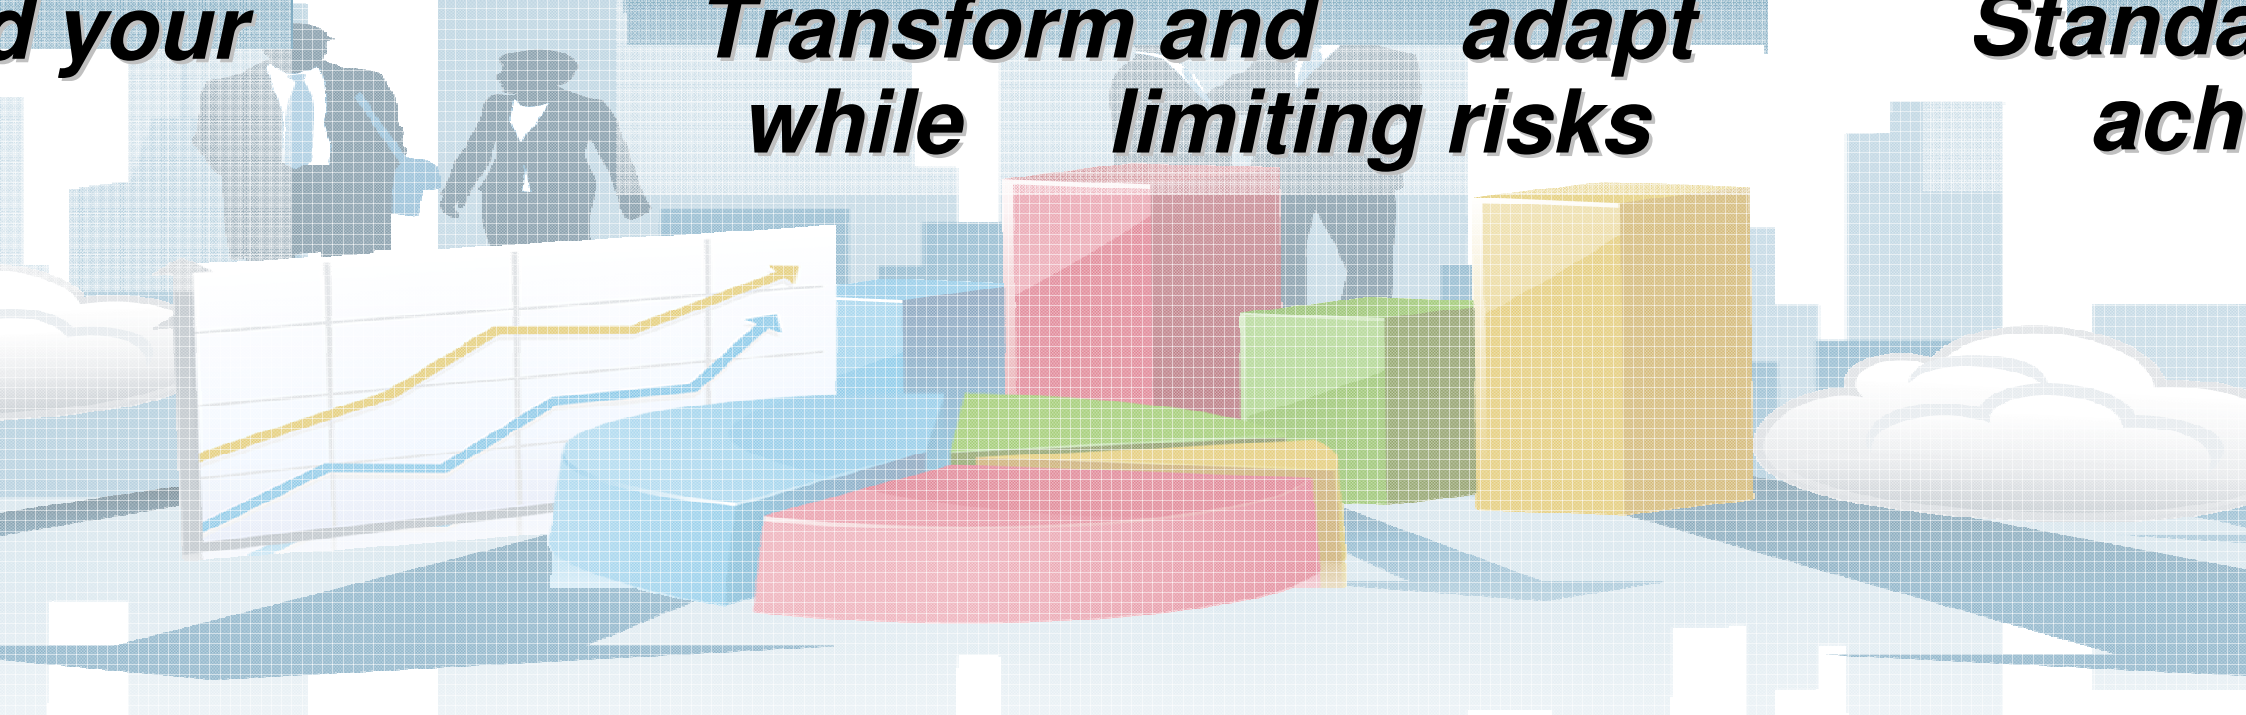 d your
Transform and adapt
while limiting risks
Standa
ach